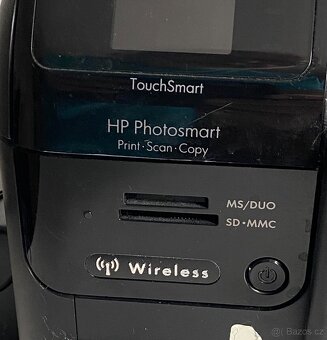 TouchSmart
HP Photosmart
Print · Scan · Copy
MS/DUO
SD · MMC
Wireless
@( Bazos.cz